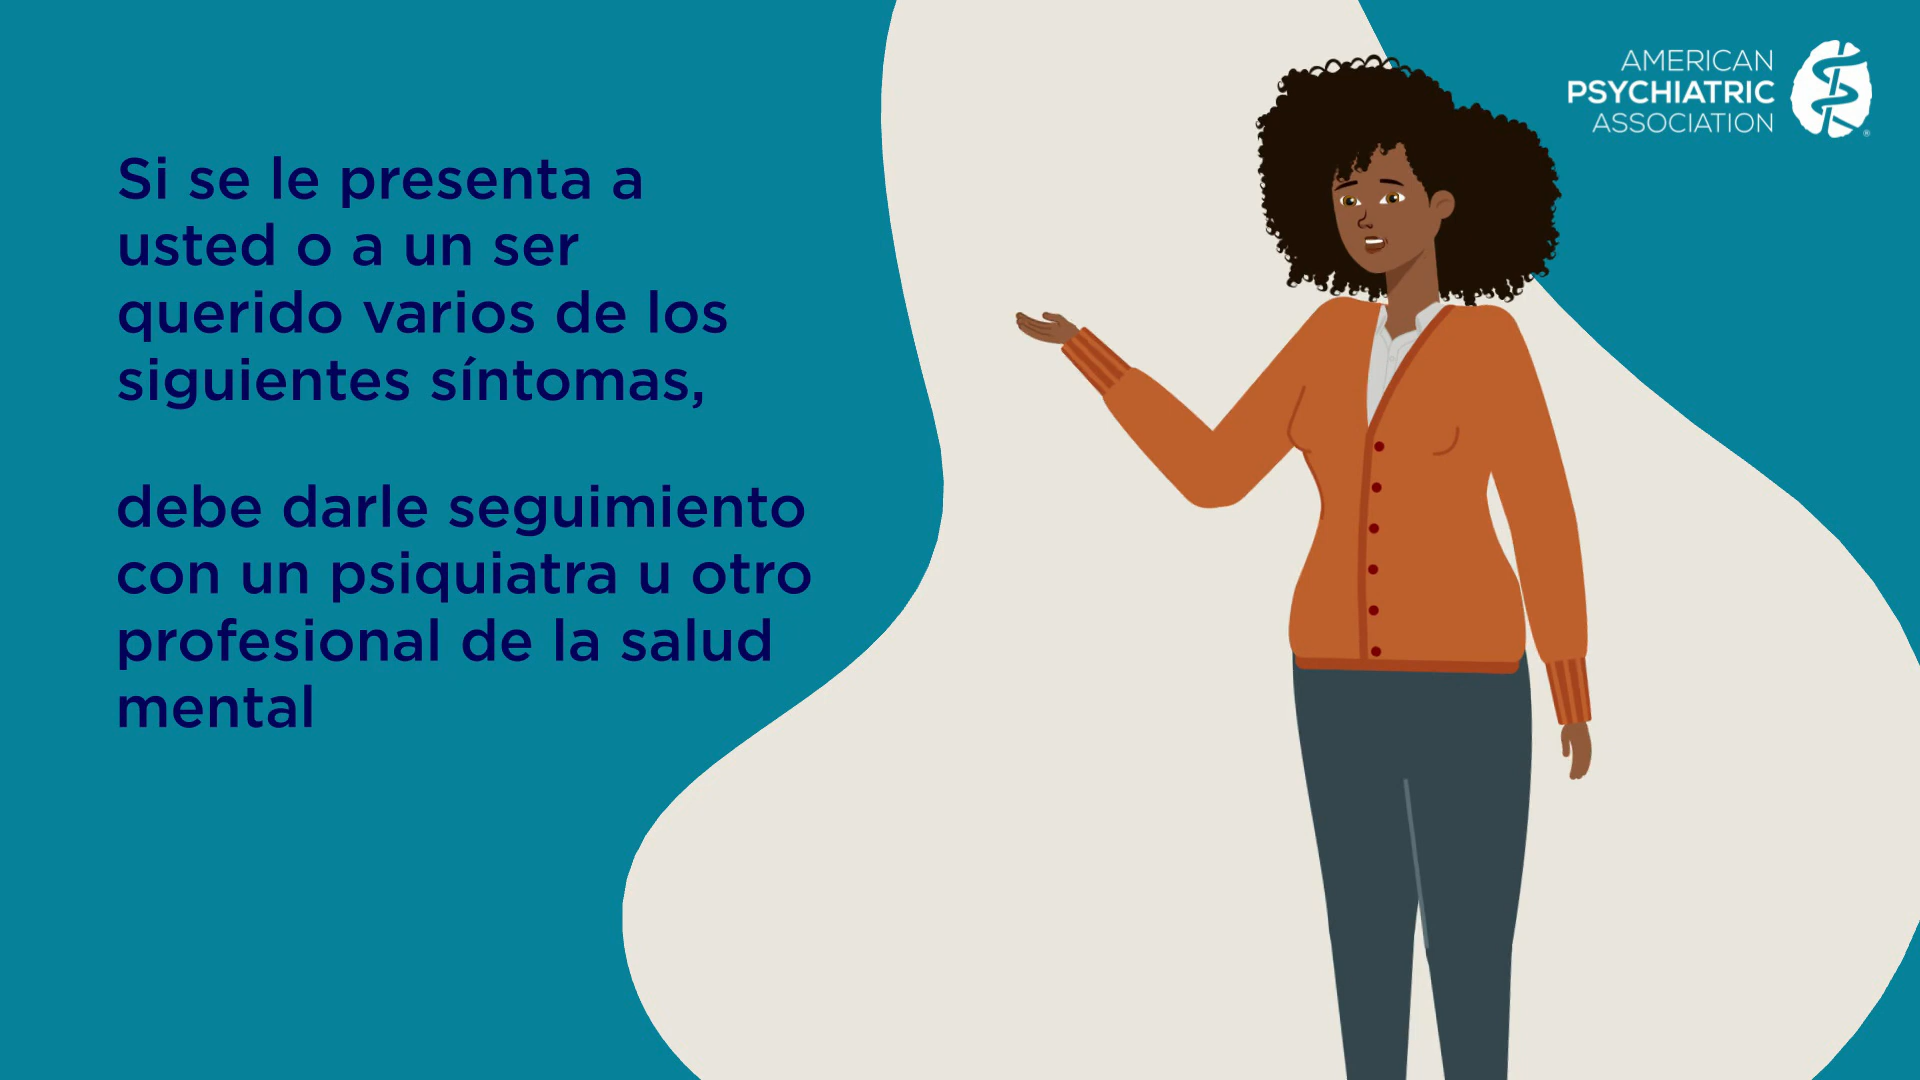 Si se le presenta a
usted o a un ser
querido varios de los
siguientes síntomas,
debe darle seguimiento
con un psiquiatra u otro
profesional de la salud
mental
AMERICAN
PSYCHIATRIC
ASSOCIATION
®